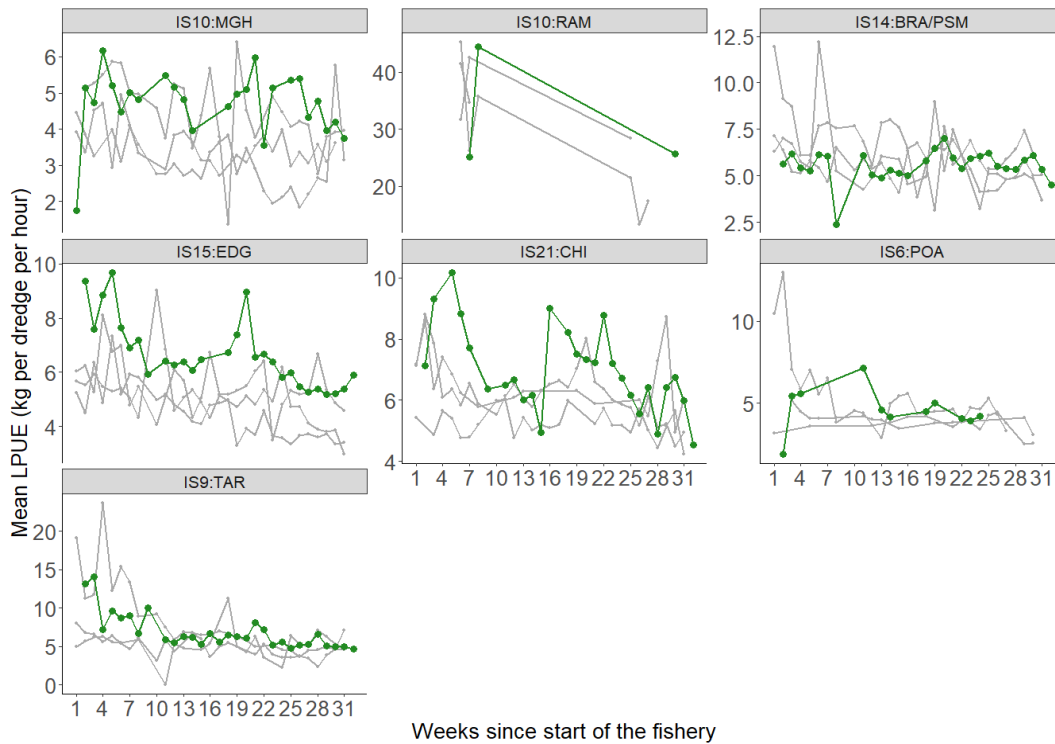 IS10:MGH IS10:RAM IS14:BRA/PSM
6 5 4 3 2
40 30 20
12.5 10.0 7.5 5.0 2.5
IS15:EDG IS21:CHI IS6:POA
10 8 6 4
10 8 6 4
10 5
1 4 7 10 13 16 19 22 25 28 31
1 4 7 10 13 16 19 22 25 28 31
IS9:TAR
20 15 10 5 0
1 4 7 10 13 16 19 22 25 28 31
Mean LPUE (kg per dredge per hour)
Weeks since start of the fishery